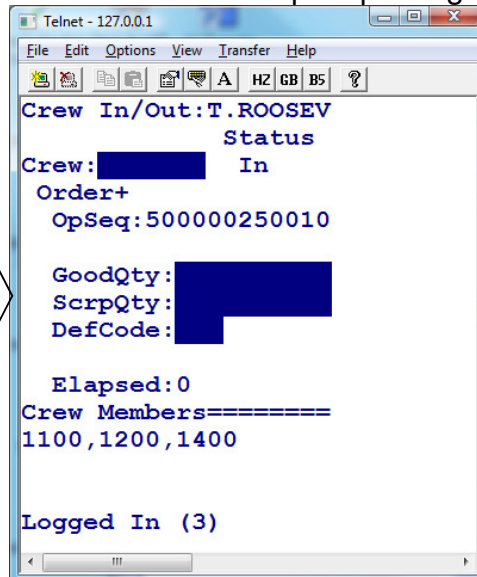 Telnet - 127.0.0.1
File Edit Options View Transfer Help
A HZ GB B5 ?
Crew In/Out:T.ROOSEV
Status
Crew: In
Order+
OpSeq:500000250010
GoodQty:
ScrpQty:
DefCode:
Elapsed:0
Crew Members========
1100,1200,1400
Logged In (3)